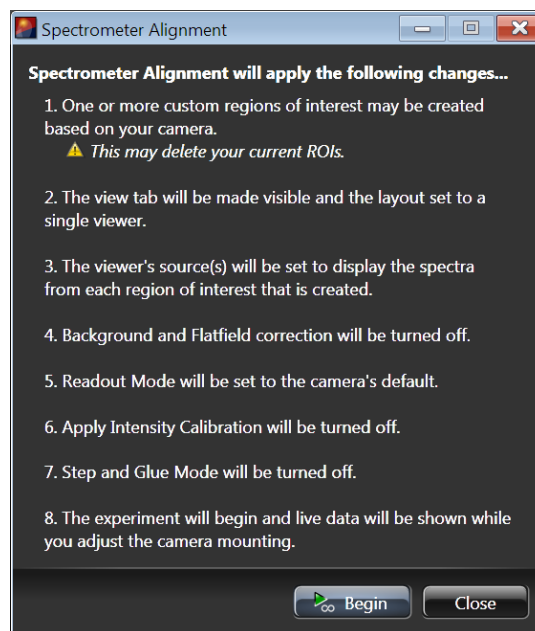 Spectrometer Alignment
Spectrometer Alignment will apply the following changes...
1. One or more custom regions of interest may be created
based on your camera.
This may delete your current ROIs.
2. The view tab will be made visible and the layout set to a
single viewer.
3. The viewer's source(s) will be set to display the spectra
from each region of interest that is created.
4. Background and Flatfield correction will be turned off.
5. Readout Mode will be set to the camera's default.
6. Apply Intensity Calibration will be turned off.
7. Step and Glue Mode will be turned off.
8. The experiment will begin and live data will be shown while
you adjust the camera mounting.
Begin
Close